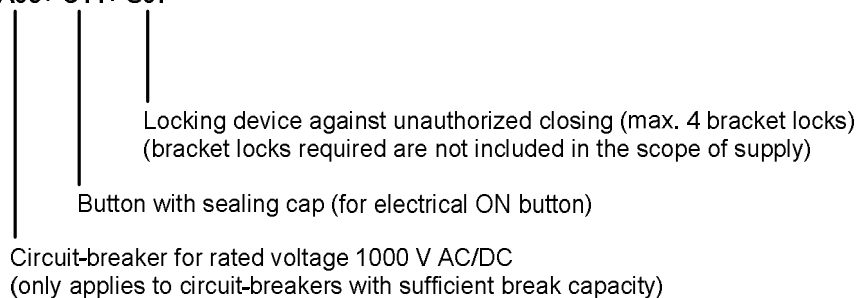 Locking device against unauthorized closing (max. 4 bracket locks)
(bracket locks required are not included in the scope of supply)
Button with sealing cap (for electrical ON button)
Circuit-breaker for rated voltage 1000 V AC/DC
(only applies to circuit-breakers with sufficient break capacity)